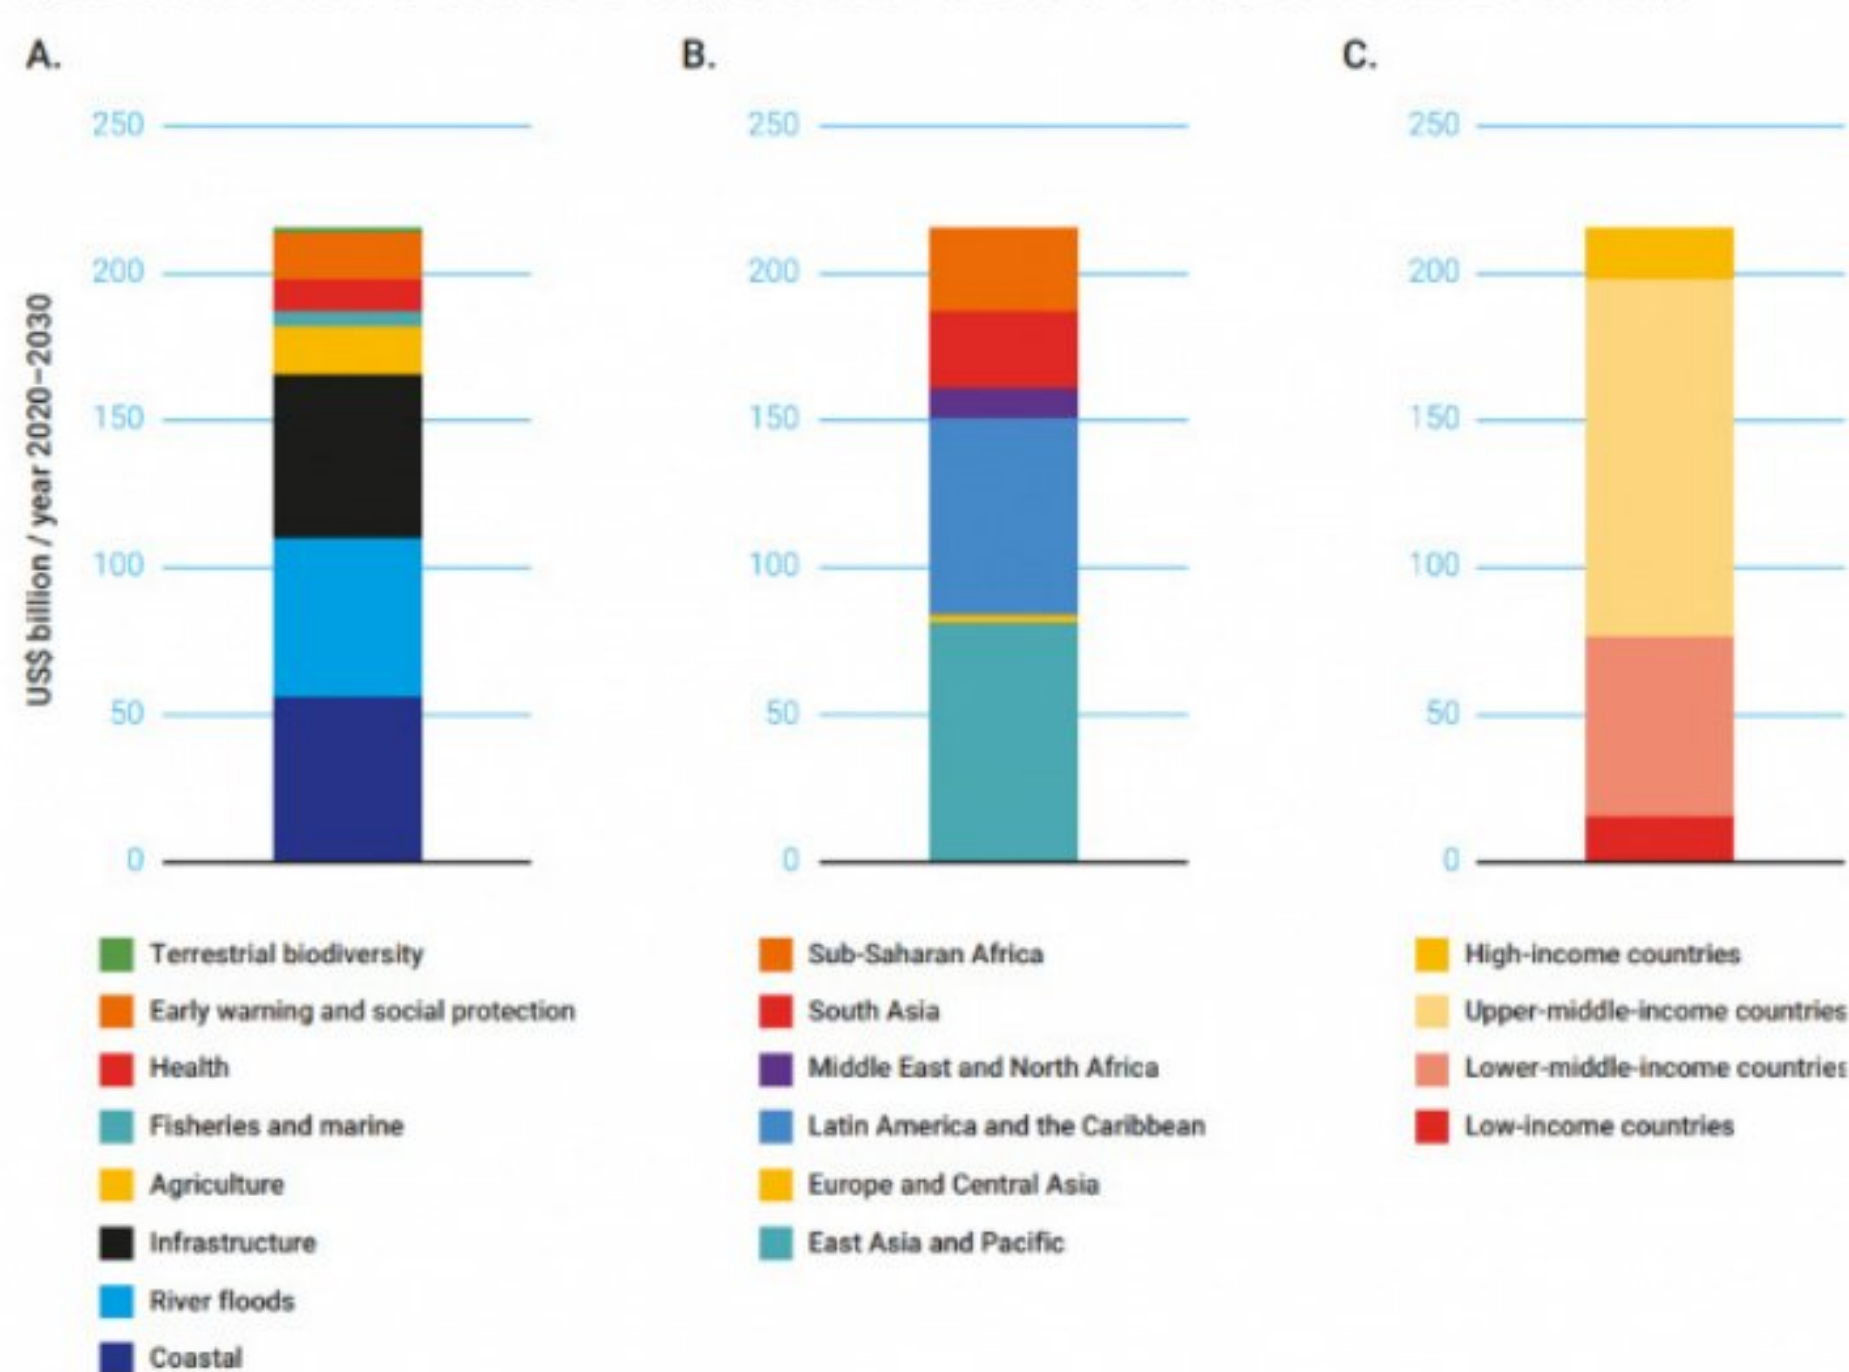 A.
250
200
150
100
50
0
US$ billion / year 2020–2030
Terrestrial biodiversity
Early warning and social protection
Health
Fisheries and marine
Agriculture
Infrastructure
River floods
Coastal
B.
250
200
150
100
50
0
Sub-Saharan Africa
South Asia
Middle East and North Africa
Latin America and the Caribbean
Europe and Central Asia
East Asia and Pacific
C.
250
200
150
100
50
0
High-income countries
Upper-middle-income countries
Lower-middle-income countries
Low-income countries